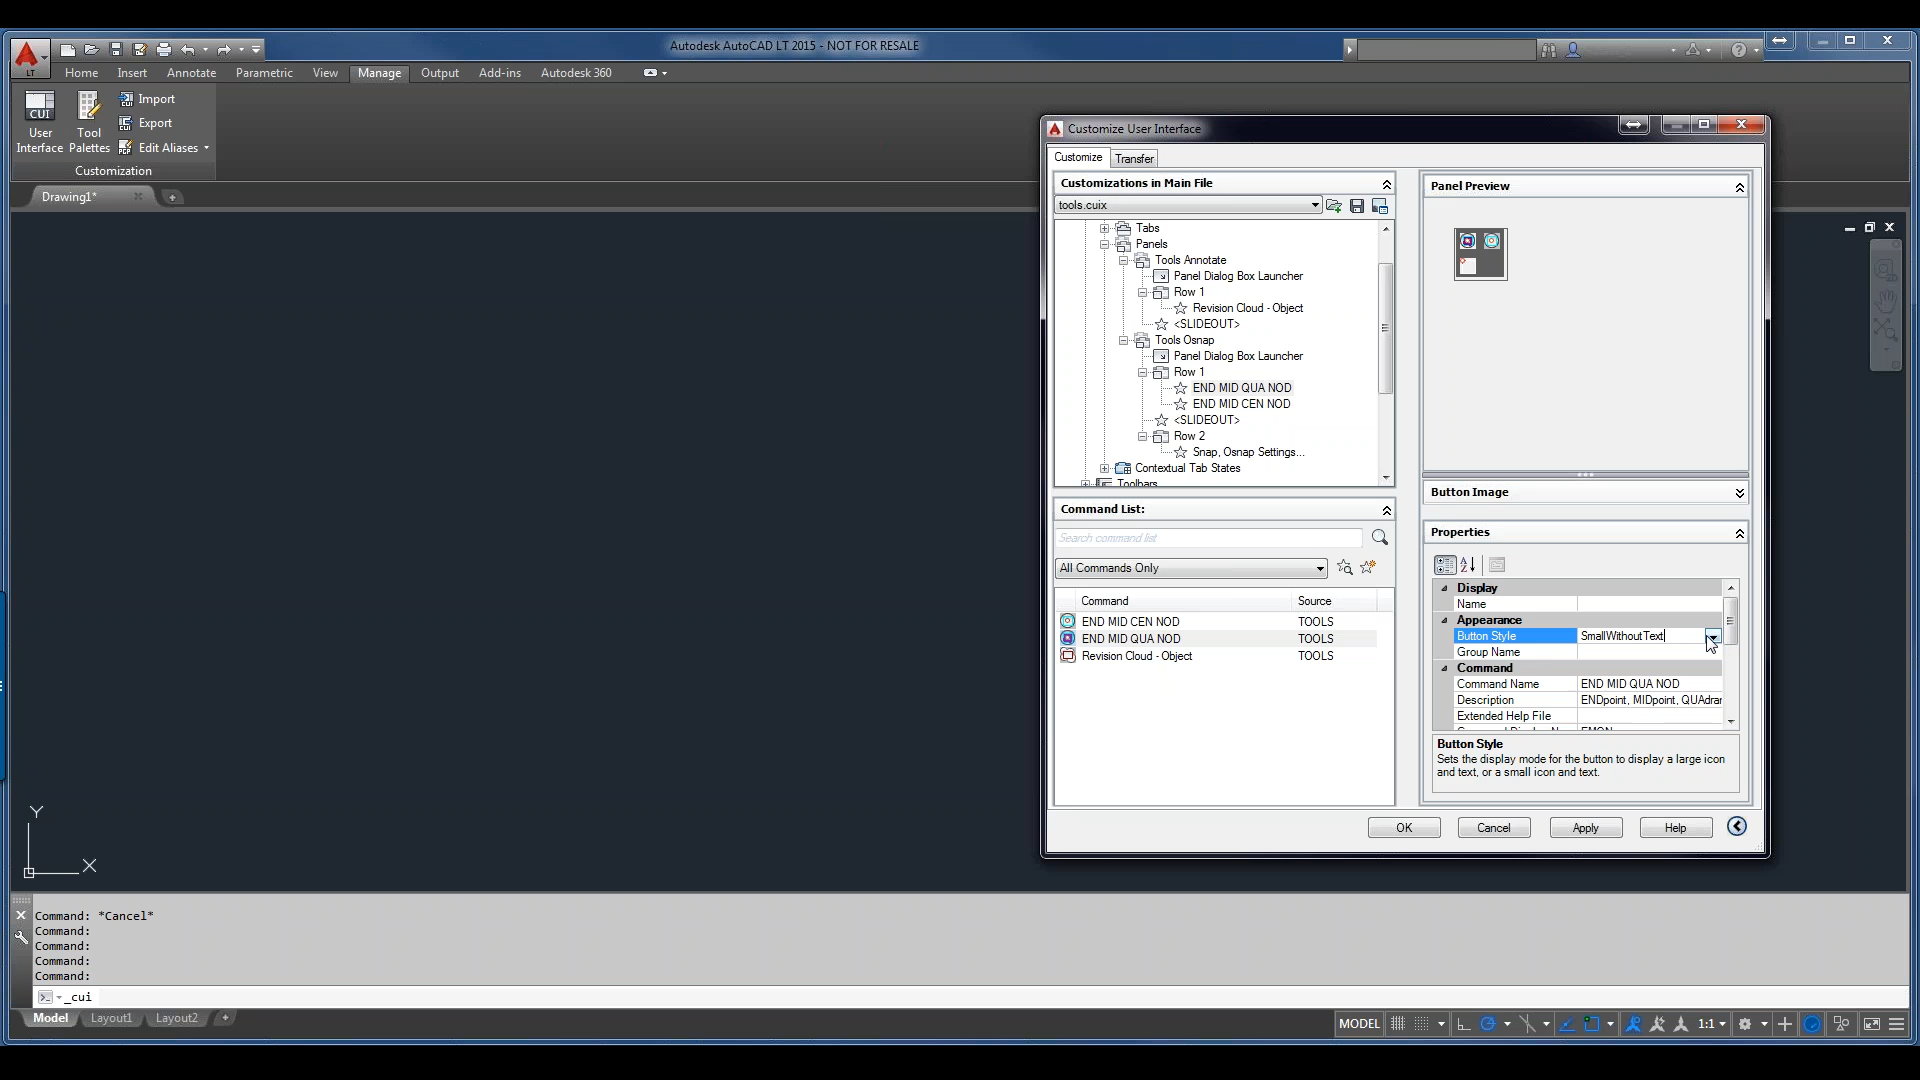 Autodesk AutoCAD LT 2015 - NOT FOR RESALE
LT
Home Insert Annotate Parametric View Manage Output Add-ins Autodesk 360
CUI
User Interface
Tool Palettes
Import
Export
Edit Aliases
Customization
Drawing1*
Customize User Interface
Customize Transfer
Customizations in Main File
tools.cuix
Tabs
Panels
Tools Annotate
Panel Dialog Box Launcher
Row 1
Revision Cloud - Object
<SLIDEOUT>
Tools Osnap
Panel Dialog Box Launcher
Row 1
END MID QUA NOD
END MID CEN NOD
<SLIDEOUT>
Row 2
Snap, Osnap Settings...
Contextual Tab States
Toolbars
Command List:
Search command list
All Commands Only
Command Source
END MID CEN NOD TOOLS
END MID QUA NOD TOOLS
Revision Cloud - Object TOOLS
Panel Preview
Button Image
Properties
Display
Name
Appearance
Button Style SmallWithoutText
Group Name
Command
Command Name END MID QUA NOD
Description ENDpoint, MIDpoint, QUAdran
Extended Help File
Button Style
Sets the display mode for the button to display a large icon
and text, or a small icon and text.
OK Cancel Apply Help
Y
X
Command: *Cancel*
Command:
Command:
Command:
Command:
_cui
Model Layout1 Layout2
MODEL 1:1